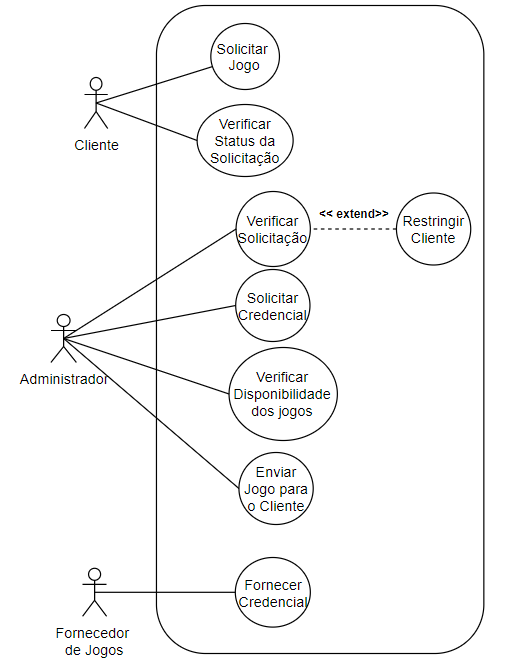 Solicitar
Jogo
Cliente
Verificar
Status da
Solicitação
Verificar
Solicitação
<< extend>>
Restringir
Cliente
Solicitar
Credencial
Administrador
Verificar
Disponibilidade
dos jogos
Enviar
Jogo para
o Cliente
Fornecer
Credencial
Fornecedor
de Jogos